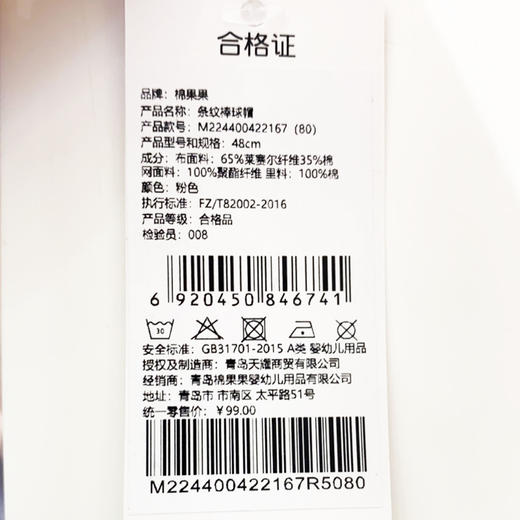 合格证
品牌：棉果果
产品名称：条纹棒球帽
产品款号：M224400422167（80）
产品型号和规格：48cm
成分：布面料：65%莱塞尔纤维35%棉
网面料：100%聚酯纤维 里料：100%棉
颜色：粉色
执行标准：FZ/T82002-2016
产品等级：合格品
检验员：008
6 920450 846741
30
安全标准：GB31701-2015 A类 婴幼儿用品
授权及制造商：青岛天耀商贸有限公司
经销商：青岛棉果果婴幼儿用品有限公司
地址：青岛市 市南区 太平路51号
统一零售价：￥99.00
M224400422167R5080